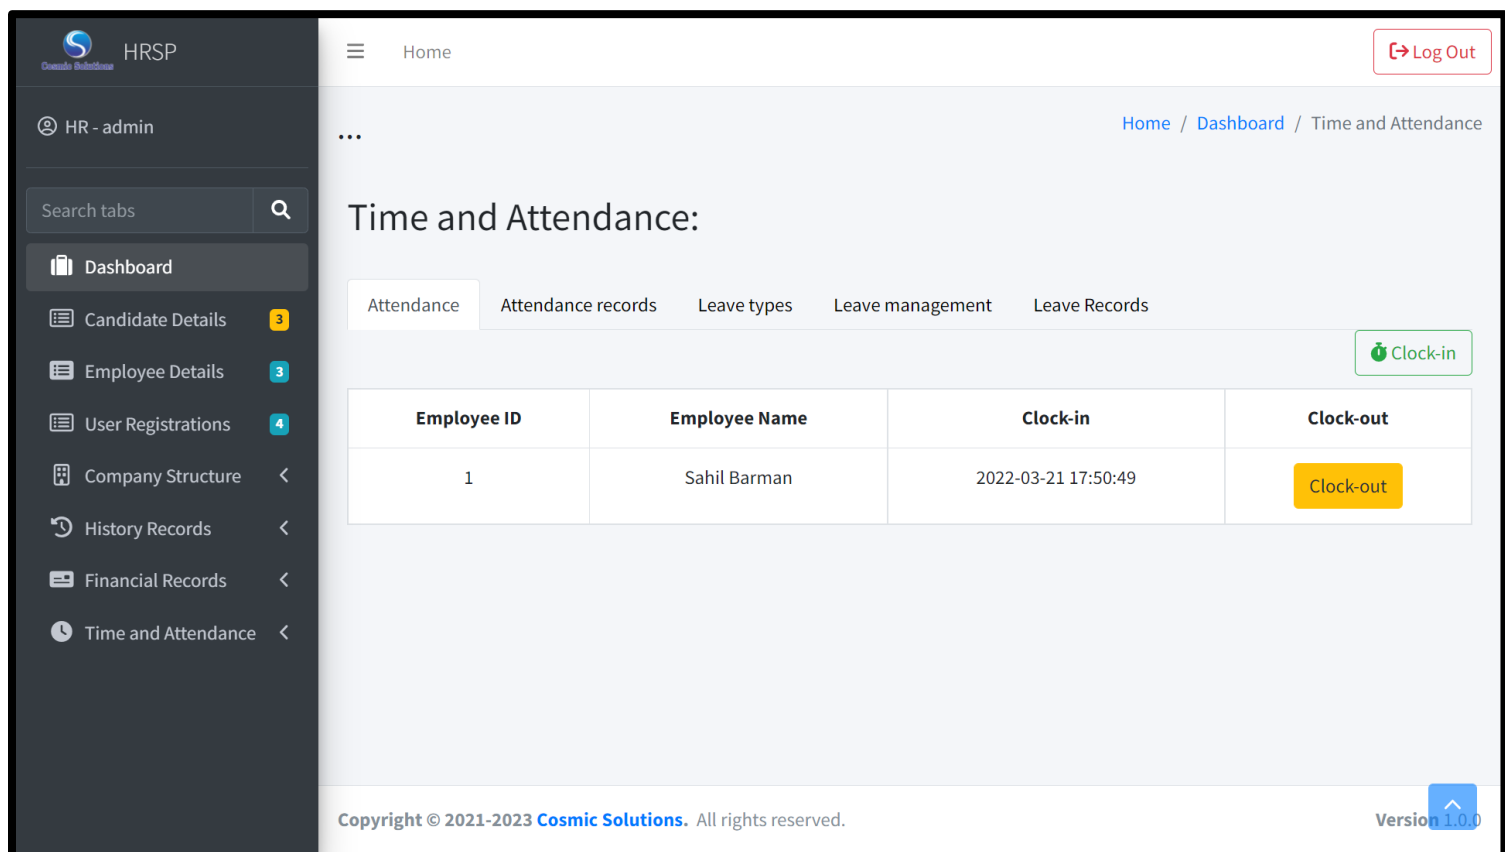 Cosmic Solutions
HRSP
Home
Log Out
HR - admin
...
Home / Dashboard / Time and Attendance
Search tabs
Time and Attendance:
Dashboard
Candidate Details 3
Employee Details 3
User Registrations 4
Company Structure
History Records
Financial Records
Time and Attendance
Attendance Attendance records Leave types Leave management Leave Records
Clock-in
Employee ID Employee Name Clock-in Clock-out
1 Sahil Barman 2022-03-21 17:50:49 Clock-out
Copyright © 2021-2023 Cosmic Solutions. All rights reserved.
Version 1.0.0